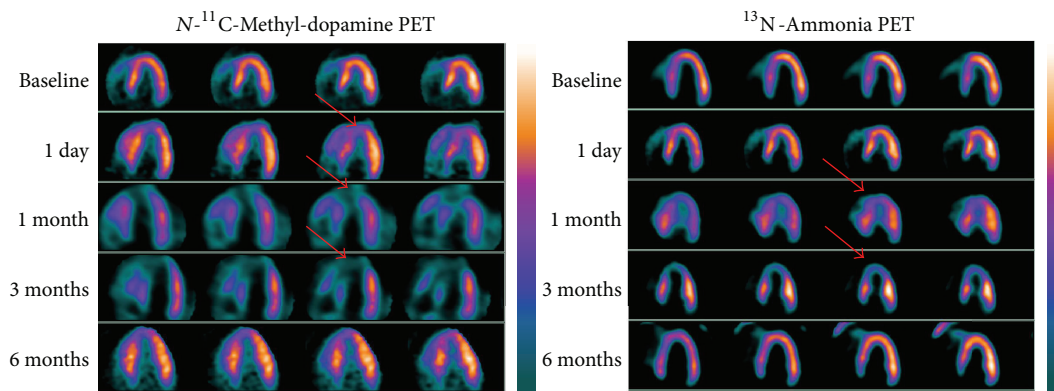 N-¹¹C-Methyl-dopamine PET
Baseline
1 day
1 month
3 months
6 months
¹³N-Ammonia PET
Baseline
1 day
1 month
3 months
6 months